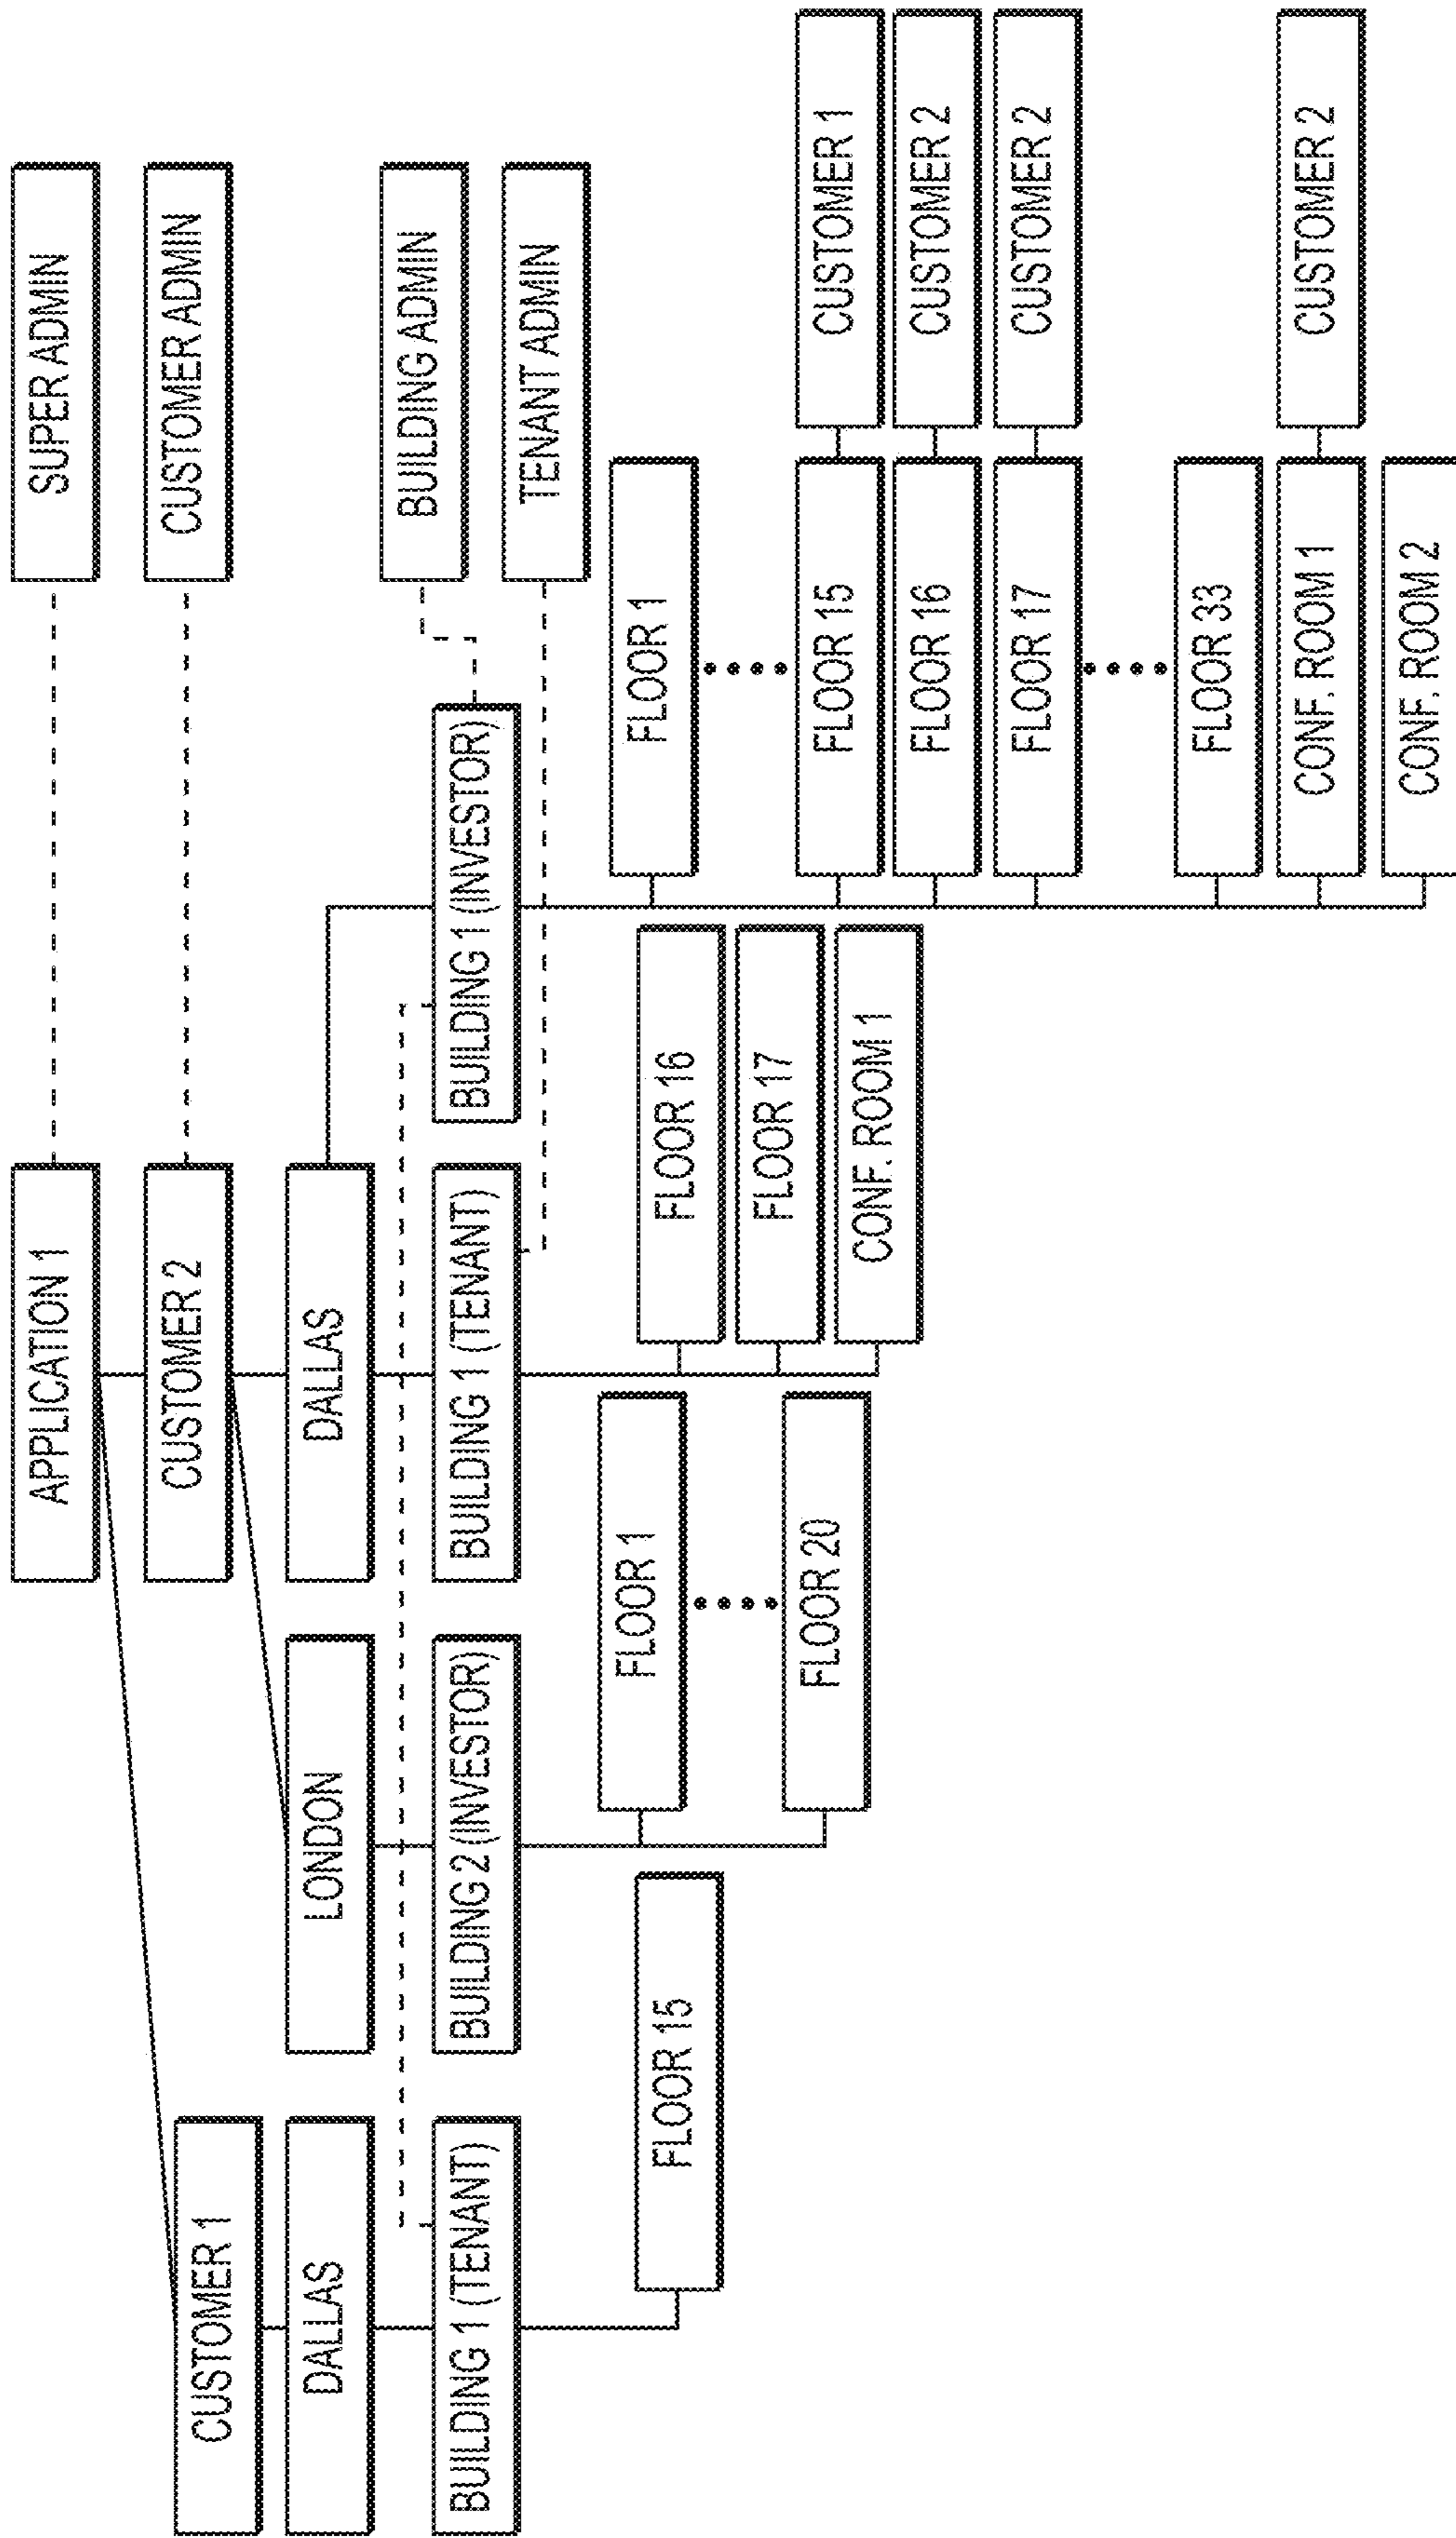 APPLICATION 1
SUPER ADMIN
CUSTOMER 1
CUSTOMER 2
CUSTOMER ADMIN
DALLAS
LONDON
DALLAS
BUILDING 1 (TENANT)
BUILDING 2 (INVESTOR)
BUILDING 1 (TENANT)
BUILDING 1 (INVESTOR)
BUILDING ADMIN
TENANT ADMIN
FLOOR 15
FLOOR 1
FLOOR 20
FLOOR 16
FLOOR 17
CONF. ROOM 1
FLOOR 1
FLOOR 15
CUSTOMER 1
FLOOR 16
CUSTOMER 2
FLOOR 17
CUSTOMER 2
FLOOR 33
CONF. ROOM 1
CUSTOMER 2
CONF. ROOM 2